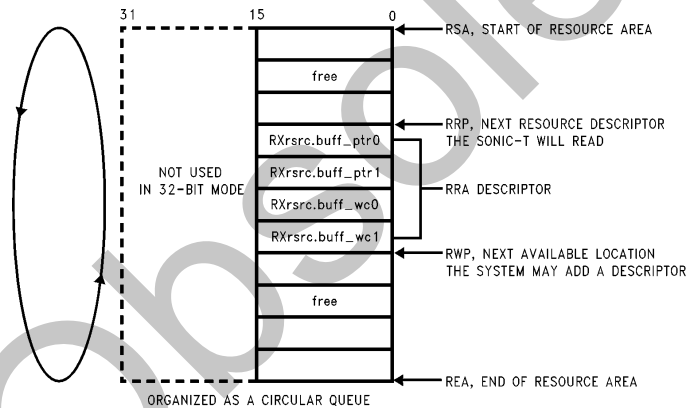 31 15 0
RSA, START OF RESOURCE AREA
free
RRP, NEXT RESOURCE DESCRIPTOR
THE SONIC-T WILL READ
RXrsrc.buff_ptr0
NOT USED
IN 32-BIT MODE
RXrsrc.buff_ptr1
RXrsrc.buff_wc0
RXrsrc.buff_wc1
RRA DESCRIPTOR
RWP, NEXT AVAILABLE LOCATION
THE SYSTEM MAY ADD A DESCRIPTOR
free
REA, END OF RESOURCE AREA
ORGANIZED AS A CIRCULAR QUEUE
Obsolete